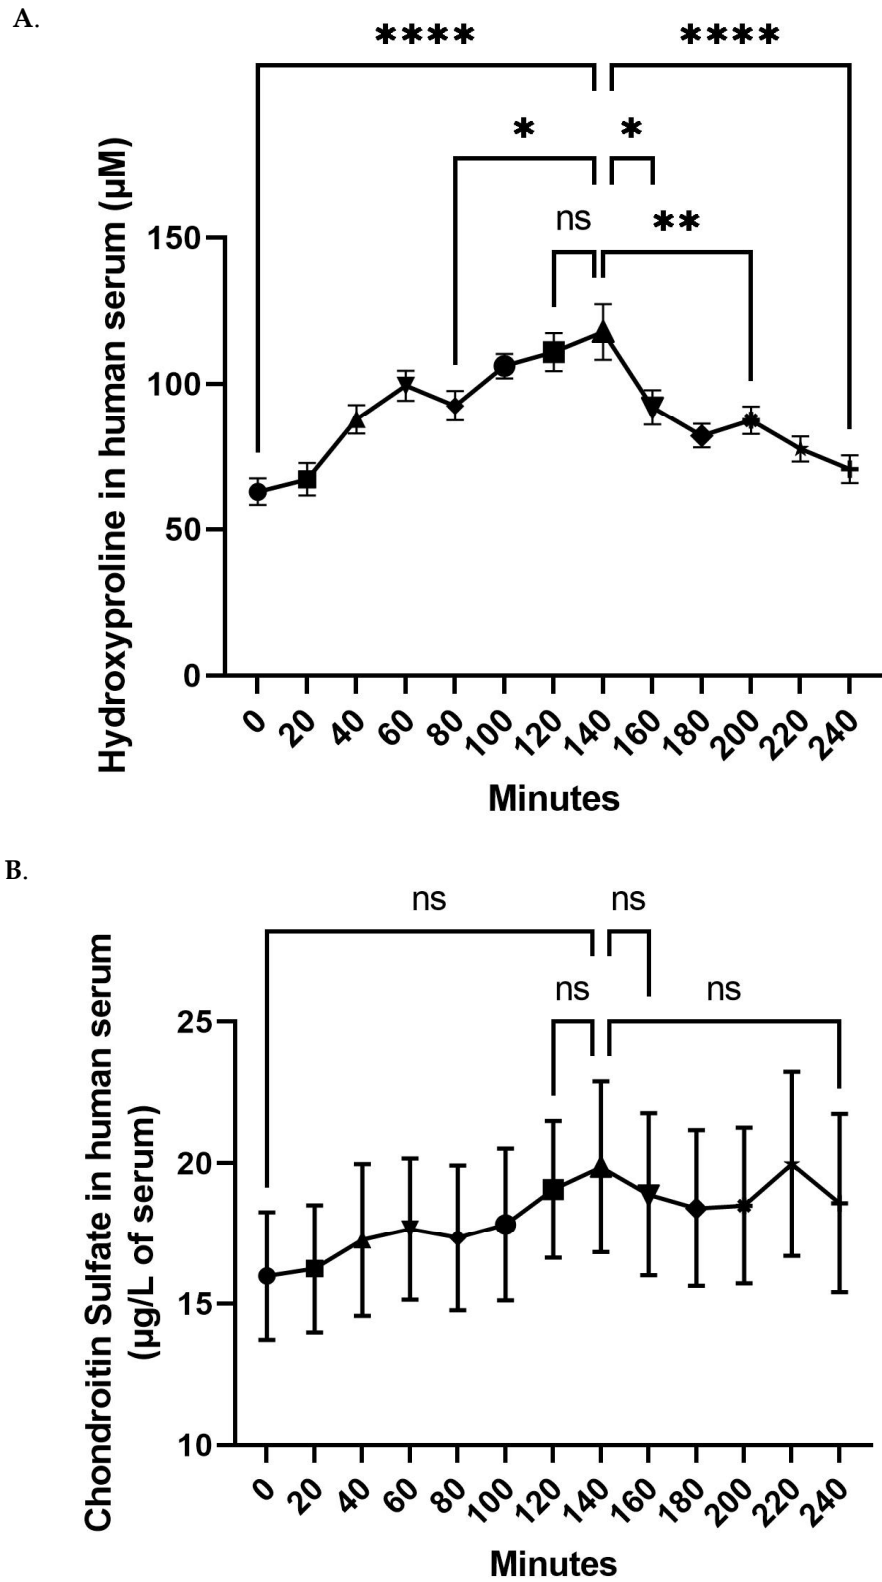 A.
**** ****
* *
ns **
Hydroxyproline in human serum (µM)
150
100
50
0
0 20 40 60 80 100 120 140 160 180 200 220 240
Minutes
B.
ns ns
ns ns
Chondroitin Sulfate in human serum
(µg/L of serum)
25
20
15
10
0 20 40 60 80 100 120 140 160 180 200 220 240
Minutes